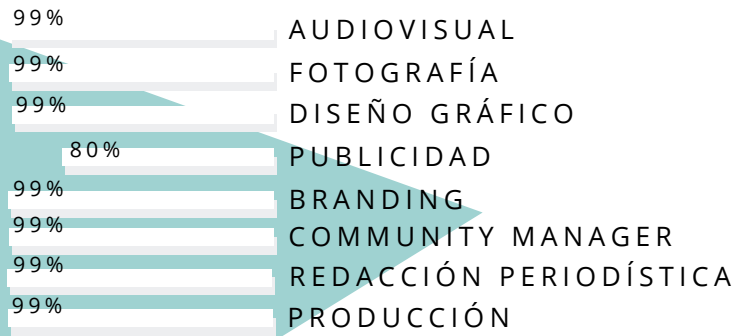 99% AUDIOVISUAL
99% FOTOGRAFÍA
99% DISEÑO GRÁFICO
80% PUBLICIDAD
99% BRANDING
99% COMMUNITY MANAGER
99% REDACCIÓN PERIODÍSTICA
99% PRODUCCIÓN